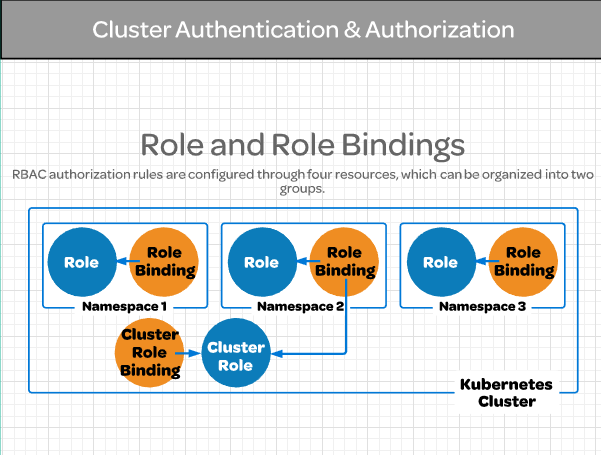 Cluster Authentication & Authorization
Role and Role Bindings
RBAC authorization rules are configured through four resources, which can be organized into two
groups.
Role
Role
Binding
Namespace 1
Role
Role
Binding
Namespace 2
Role
Role
Binding
Namespace 3
Cluster
Role
Binding
Cluster
Role
Kubernetes
Cluster